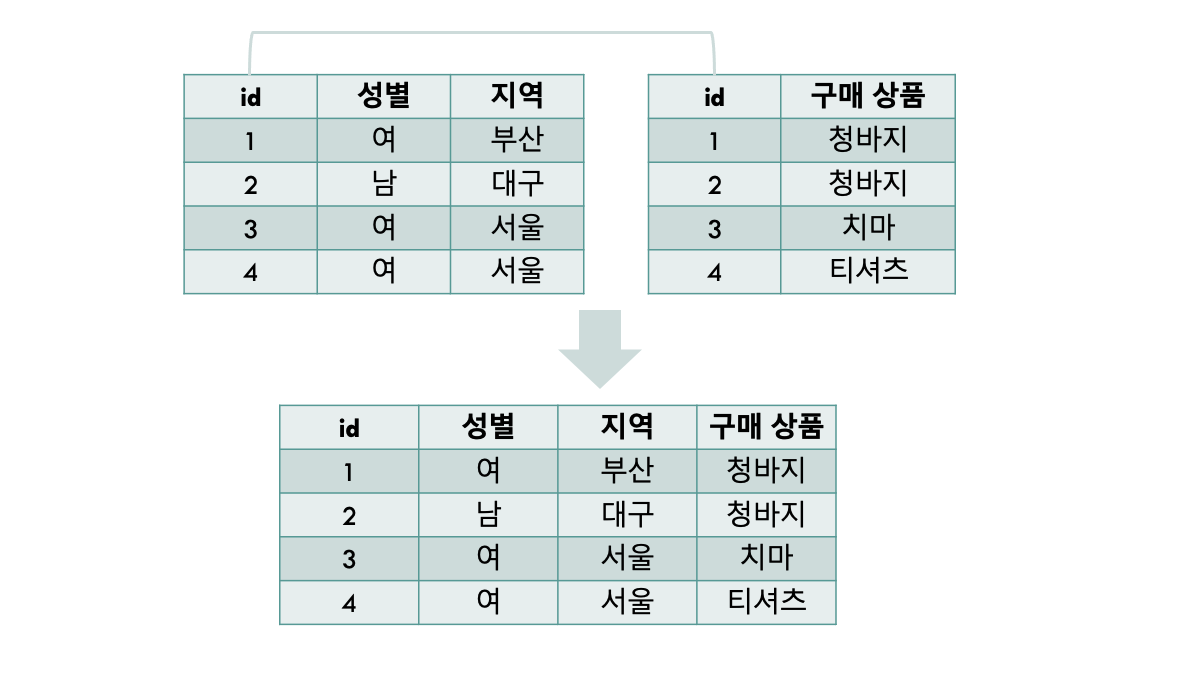 id 성별 지역
1 여 부산
2 남 대구
3 여 서울
4 여 서울
id 구매 상품
1 청바지
2 청바지
3 치마
4 티셔츠
id 성별 지역 구매 상품
1 여 부산 청바지
2 남 대구 청바지
3 여 서울 치마
4 여 서울 티셔츠